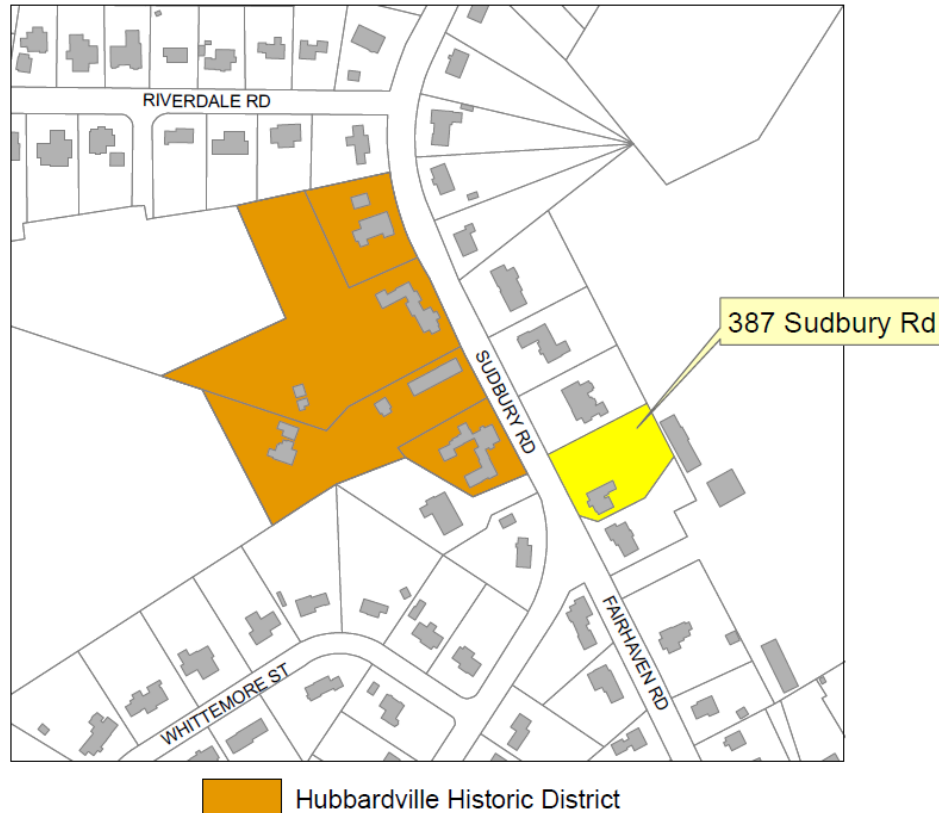 RIVERDALE RD
387 Sudbury Rd
SUDBURY RD
FAIRHAVEN RD
WHITTEMORE ST
Hubbardville Historic District